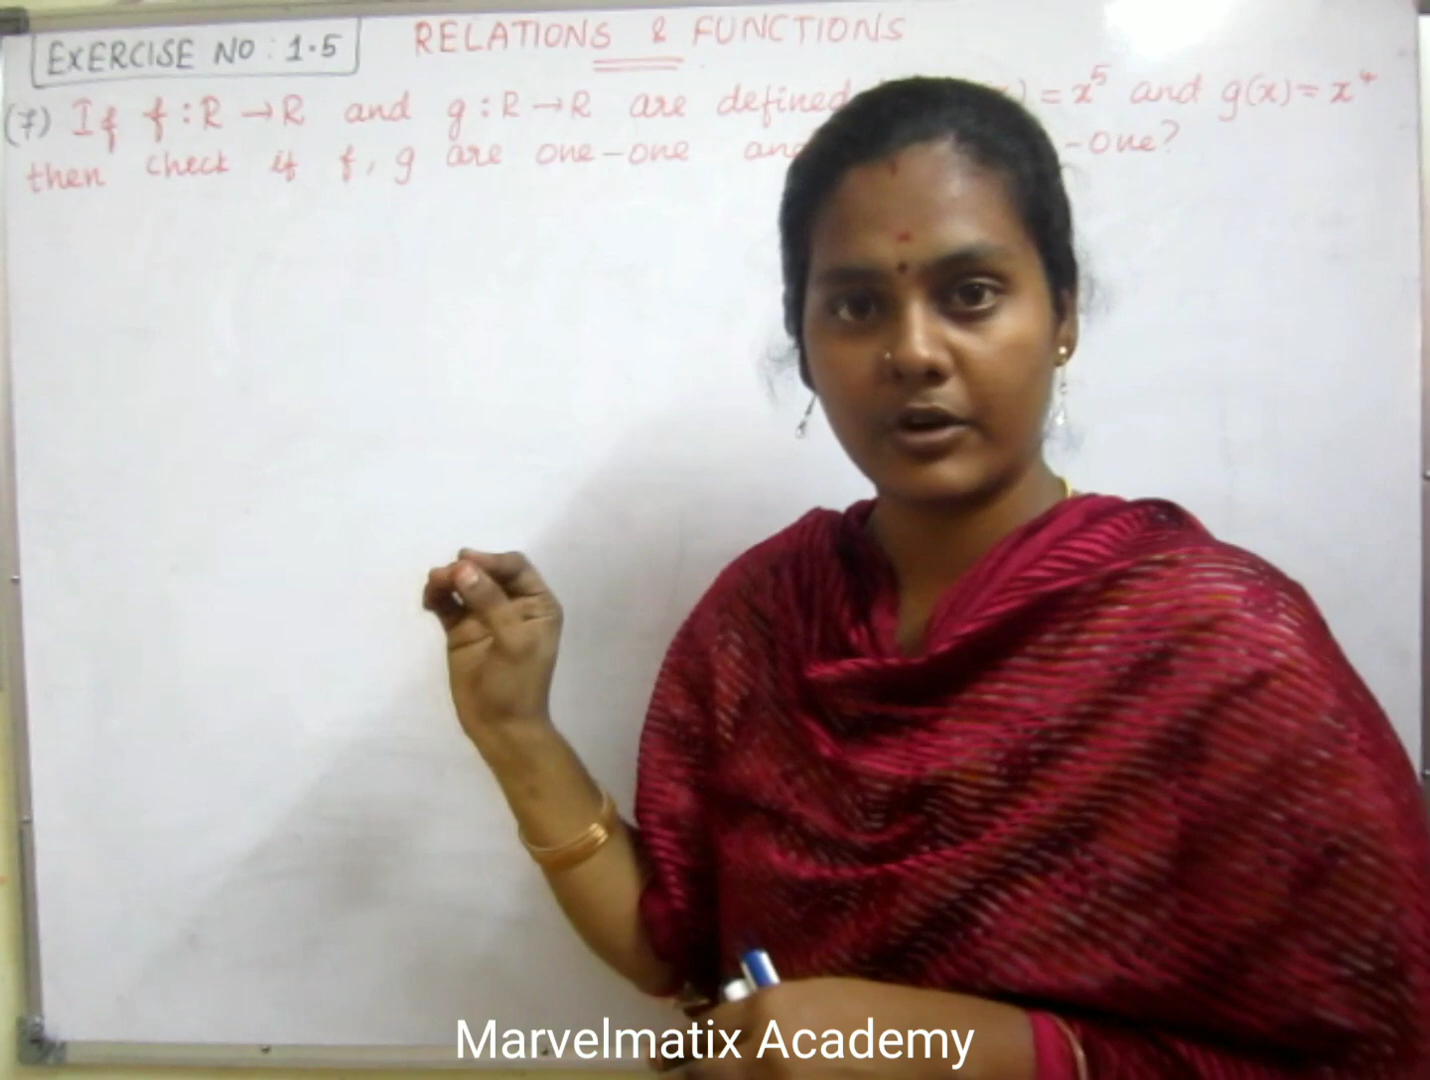 EXERCISE NO : 1.5
RELATIONS & FUNCTIONS
(7) If f : R → R and g : R → R are defined ) = x⁵ and g(x) = x⁴
then check if f, g are one-one and -one?
Marvelmatix Academy